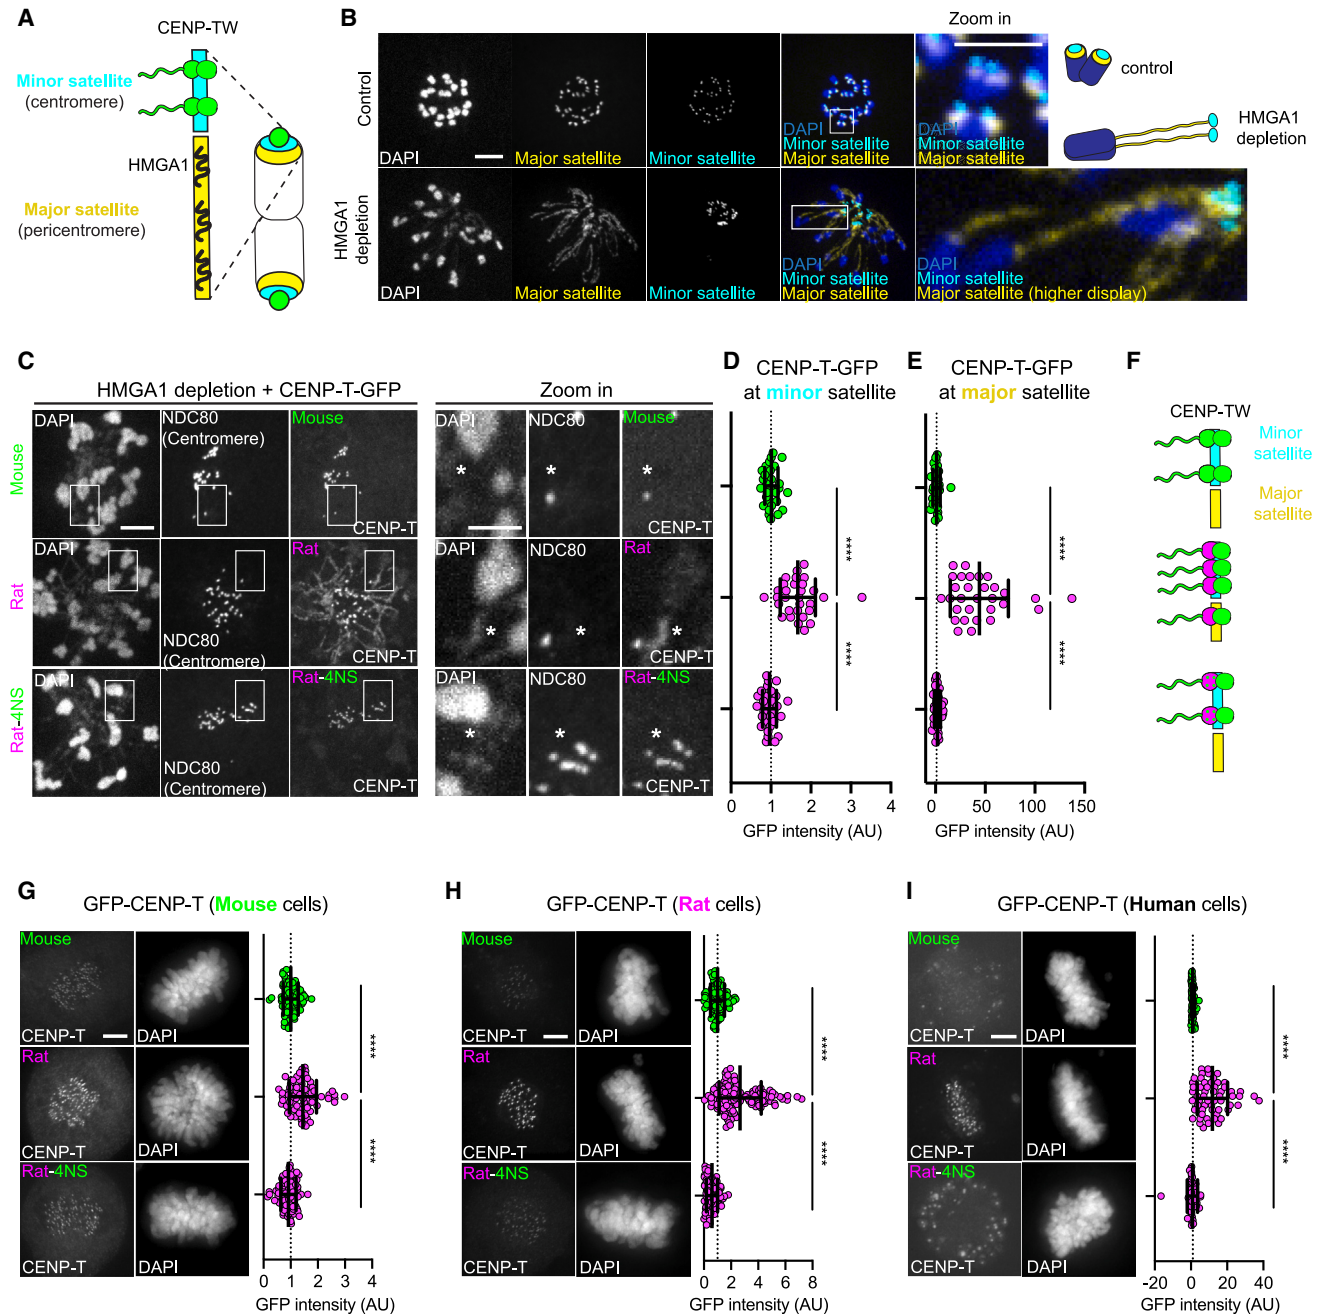 A
CENP-TW
Minor satellite
(centromere)
HMGA1
Major satellite
(pericentromere)
B
Zoom in
Control
DAPI
Major satellite
Minor satellite
DAPI
Minor satellite
Major satellite
DAPI
Minor satellite
Major satellite
control
HMGA1
depletion
HMGA1
depletion
DAPI
Major satellite
Minor satellite
DAPI
Minor satellite
Major satellite
DAPI
Minor satellite
Major satellite (higher display)
C
HMGA1 depletion + CENP-T-GFP
Zoom in
Mouse
DAPI
NDC80
(Centromere)
Mouse
CENP-T
DAPI
*
NDC80
*
Mouse
*
CENP-T
Rat
DAPI
NDC80
(Centromere)
Rat
CENP-T
DAPI
*
NDC80
*
Rat
*
CENP-T
Rat-4NS
DAPI
NDC80
(Centromere)
Rat-4NS
CENP-T
DAPI
*
NDC80
*
Rat-4NS
*
CENP-T
D
CENP-T-GFP
at minor satellite
****
****
0 1 2 3 4
GFP intensity (AU)
E
CENP-T-GFP
at major satellite
****
****
0 50 100 150
GFP intensity (AU)
F
CENP-TW
Minor
satellite
Major
satellite
G
GFP-CENP-T (Mouse cells)
Mouse
CENP-T
DAPI
Rat
CENP-T
DAPI
Rat-4NS
CENP-T
DAPI
****
****
0 1 2 3 4
GFP intensity (AU)
H
GFP-CENP-T (Rat cells)
Mouse
CENP-T
DAPI
Rat
CENP-T
DAPI
Rat-4NS
CENP-T
DAPI
****
****
0 2 4 6 8
GFP intensity (AU)
I
GFP-CENP-T (Human cells)
Mouse
CENP-T
DAPI
Rat
CENP-T
DAPI
Rat-4NS
CENP-T
DAPI
****
****
-20 0 20 40
GFP intensity (AU)